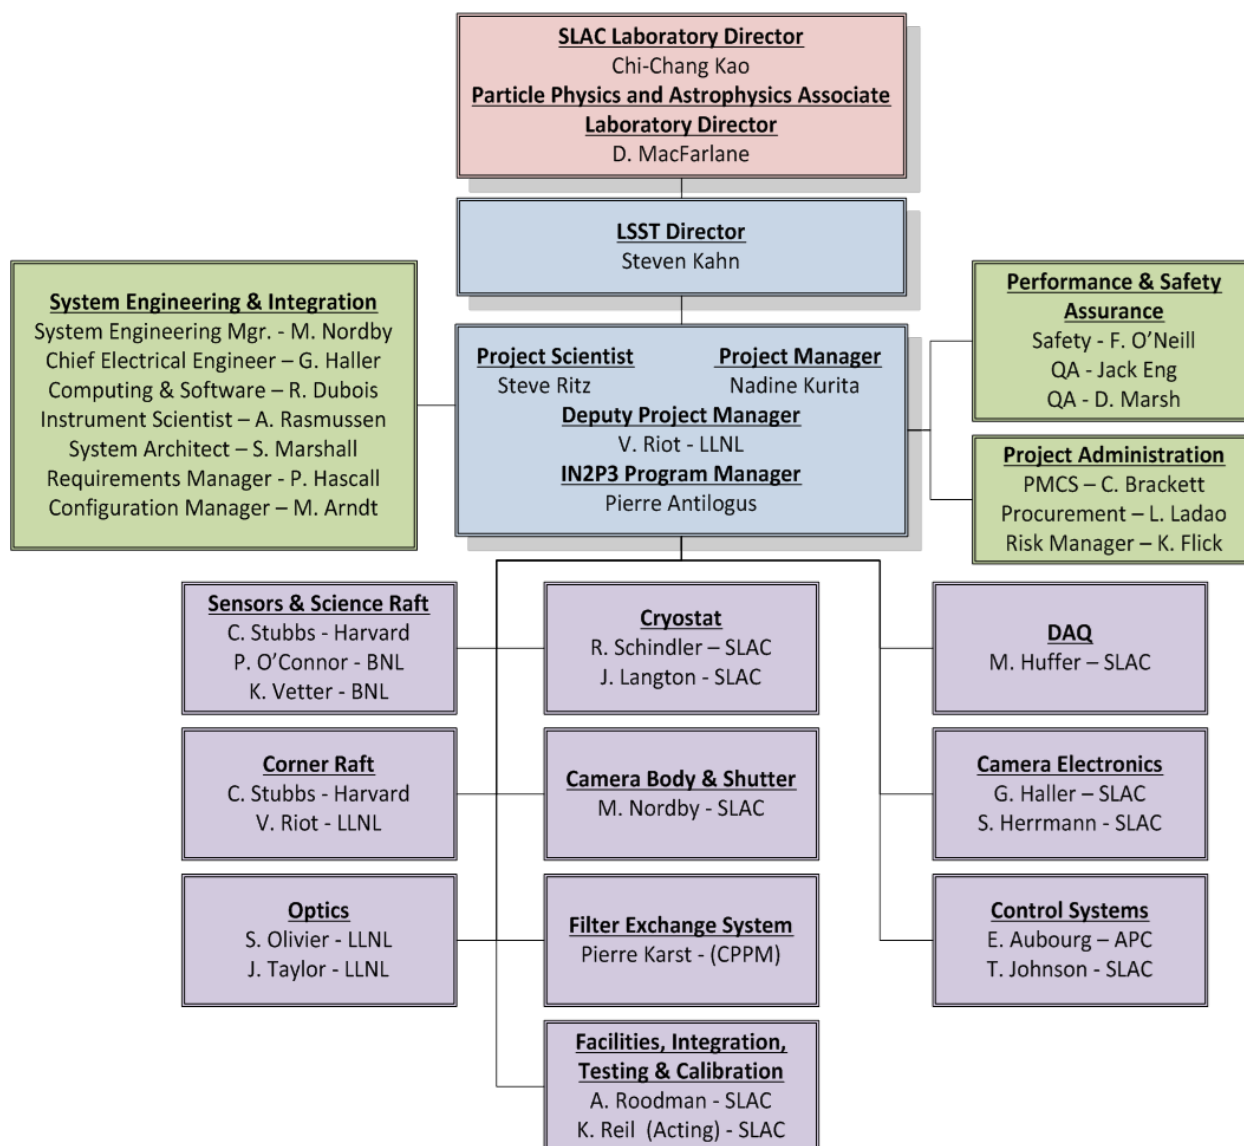 SLAC Laboratory Director
Chi-Chang Kao
Particle Physics and Astrophysics Associate
Laboratory Director
D. MacFarlane
LSST Director
Steven Kahn
System Engineering & Integration
System Engineering Mgr. - M. Nordby
Chief Electrical Engineer – G. Haller
Computing & Software – R. Dubois
Instrument Scientist – A. Rasmussen
System Architect – S. Marshall
Requirements Manager - P. Hascall
Configuration Manager – M. Arndt
Project Scientist
Steve Ritz
Project Manager
Nadine Kurita
Deputy Project Manager
V. Riot - LLNL
IN2P3 Program Manager
Pierre Antilogus
Performance & Safety
Assurance
Safety - F. O’Neill
QA - Jack Eng
QA - D. Marsh
Project Administration
PMCS – C. Brackett
Procurement – L. Ladao
Risk Manager – K. Flick
Sensors & Science Raft
C. Stubbs - Harvard
P. O’Connor - BNL
K. Vetter - BNL
Cryostat
R. Schindler – SLAC
J. Langton - SLAC
DAQ
M. Huffer – SLAC
Corner Raft
C. Stubbs - Harvard
V. Riot - LLNL
Camera Body & Shutter
M. Nordby - SLAC
Camera Electronics
G. Haller – SLAC
S. Herrmann - SLAC
Optics
S. Olivier - LLNL
J. Taylor - LLNL
Filter Exchange System
Pierre Karst - (CPPM)
Control Systems
E. Aubourg – APC
T. Johnson - SLAC
Facilities, Integration,
Testing & Calibration
A. Roodman - SLAC
K. Reil (Acting) - SLAC